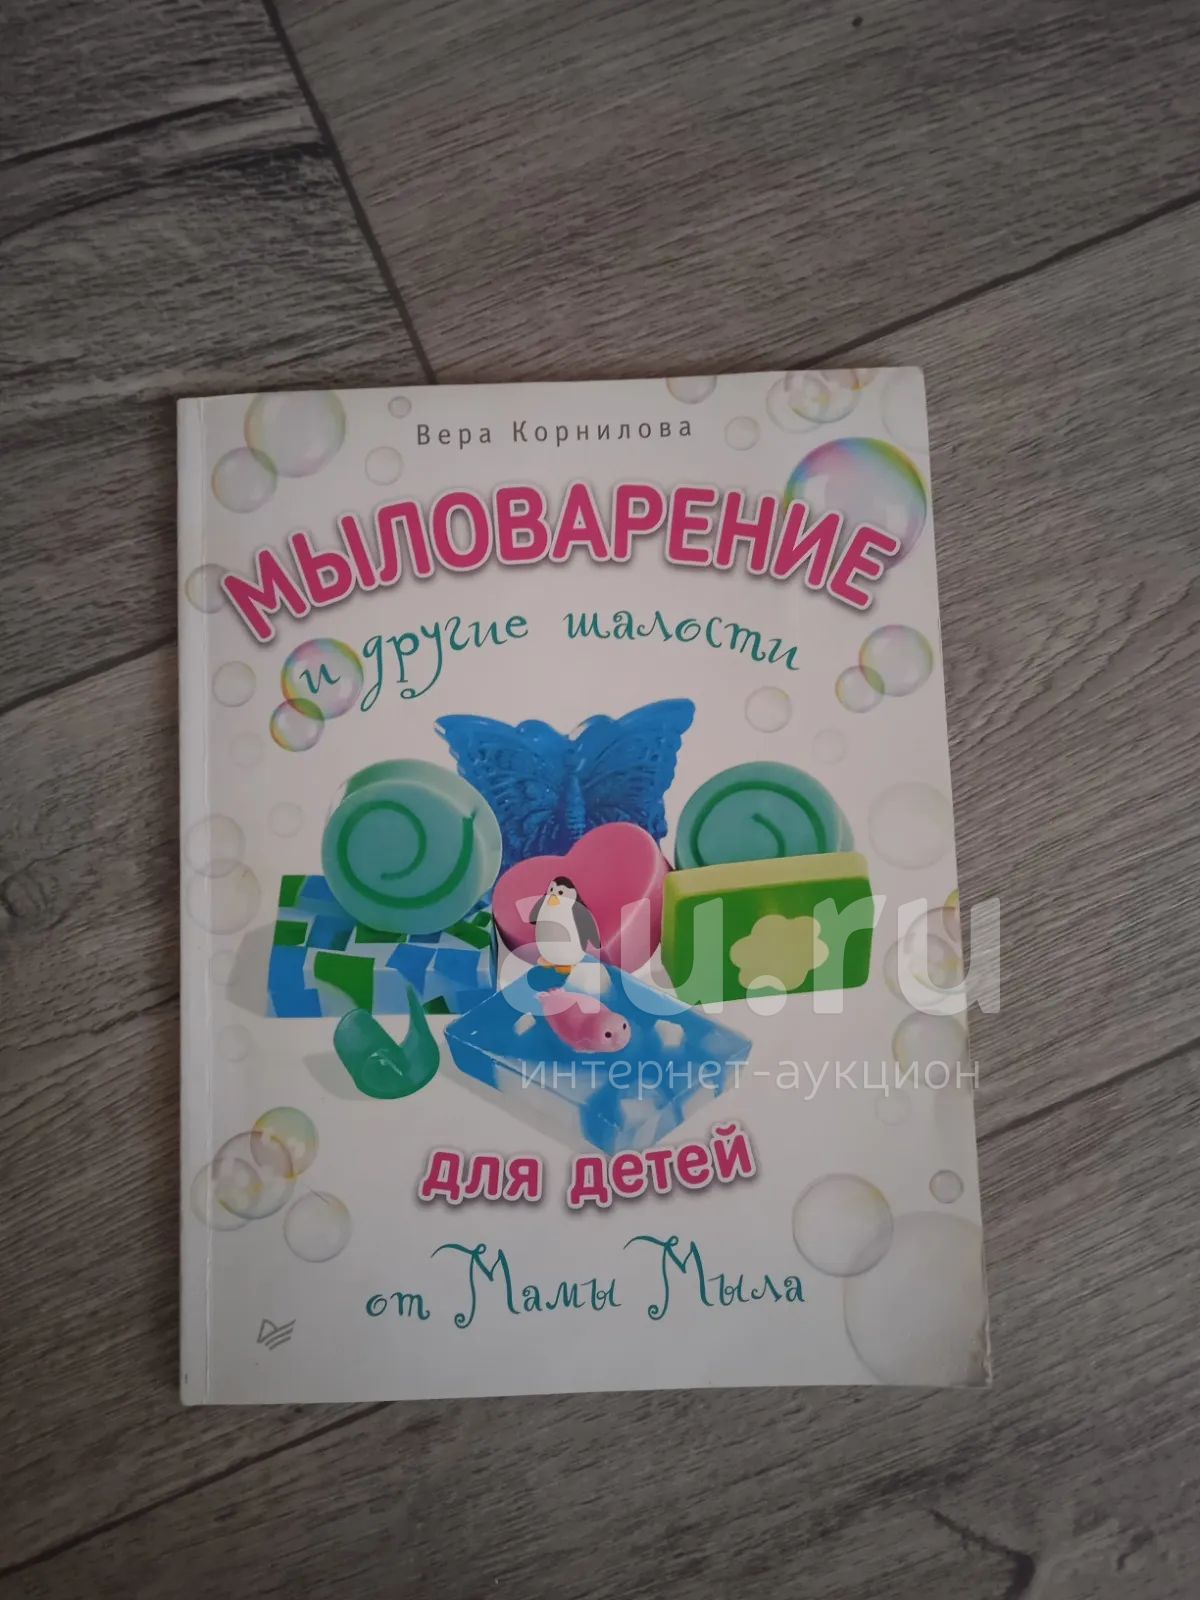 Вера Корнилова
МЫЛОВАРЕНИЕ
и другие шалости
au.ru
интернет-аукцион
для детей
от Мамы Мыла